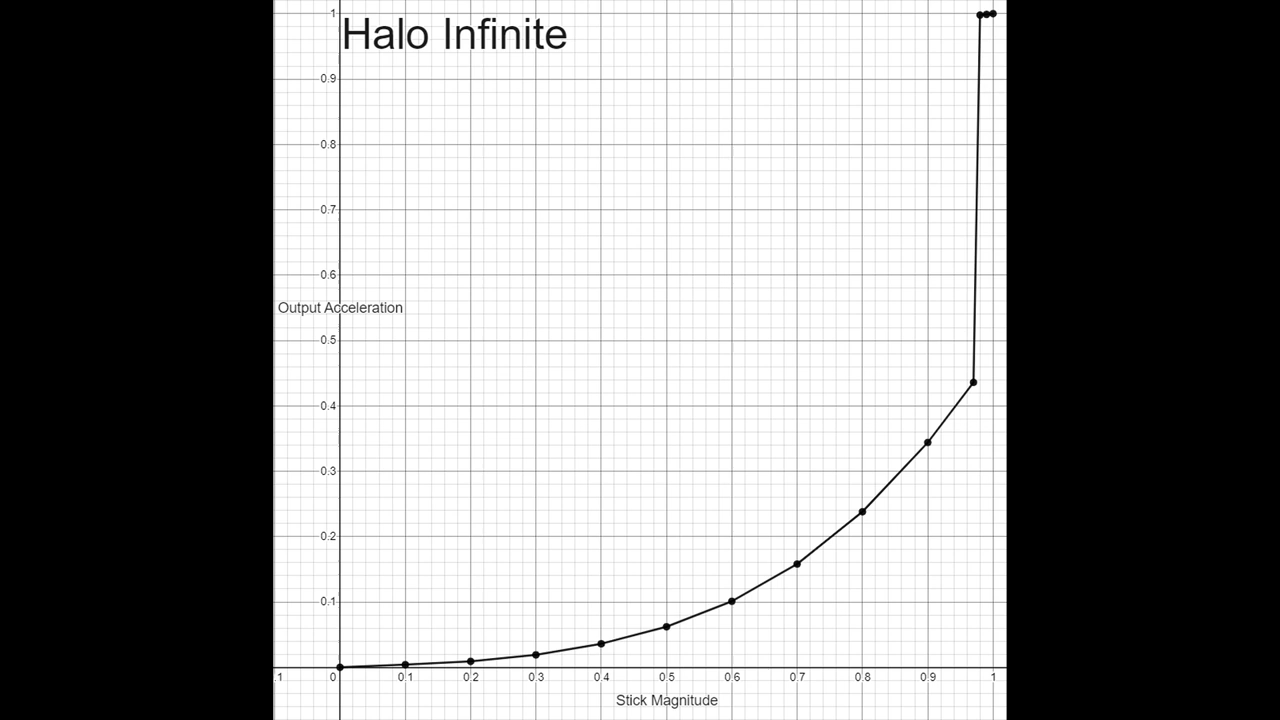 1
Halo Infinite
0.9
0.8
0.7
0.6
Output Acceleration
0.5
0.4
0.3
0.2
0.1
.1 0 0.1 0.2 0.3 0.4 0.5 0.6 0.7 0.8 0.9 1
Stick Magnitude